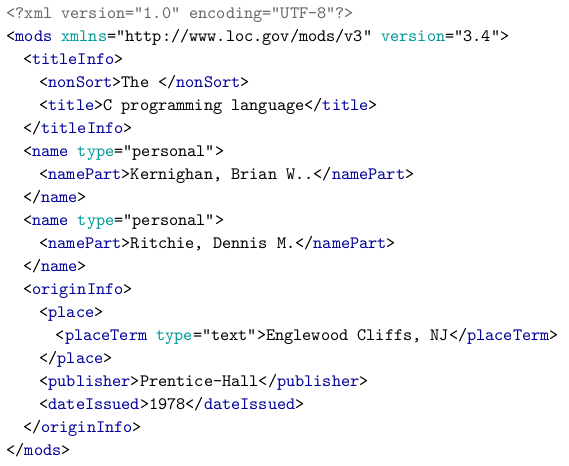 <?xml version="1.0" encoding="UTF-8"?>
<mods xmlns="http://www.loc.gov/mods/v3" version="3.4">
  <titleInfo>
    <nonSort>The </nonSort>
    <title>C programming language</title>
  </titleInfo>
  <name type="personal">
    <namePart>Kernighan, Brian W..</namePart>
  </name>
  <name type="personal">
    <namePart>Ritchie, Dennis M.</namePart>
  </name>
  <originInfo>
    <place>
      <placeTerm type="text">Englewood Cliffs, NJ</placeTerm>
    </place>
    <publisher>Prentice-Hall</publisher>
    <dateIssued>1978</dateIssued>
  </originInfo>
</mods>